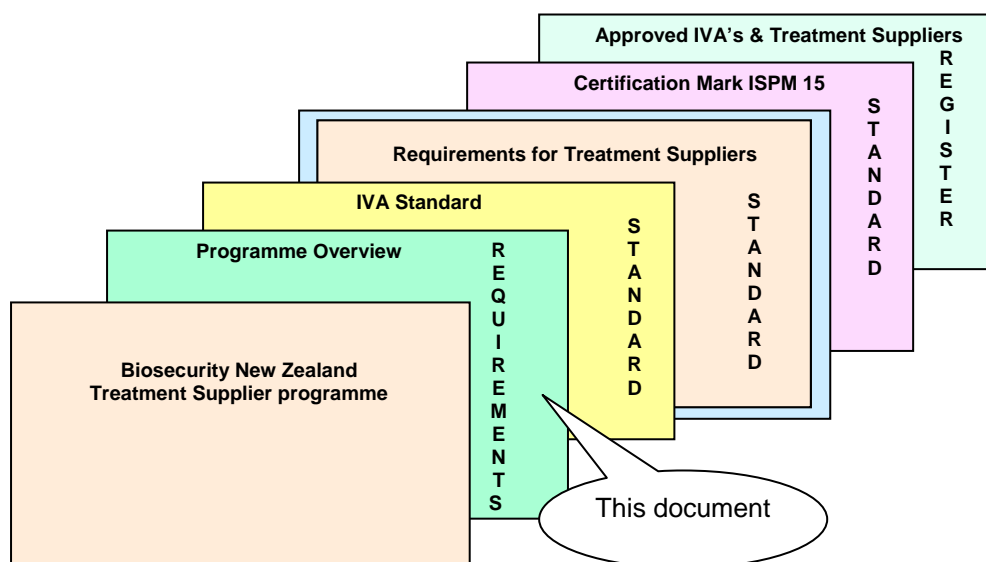 Approved IVA's & Treatment Suppliers
REGISTER
Certification Mark ISPM 15
STANDARD
Requirements for Treatment Suppliers
STANDARD
IVA Standard
STANDARD
Programme Overview
REQUIREMENTS
Biosecurity New Zealand
Treatment Supplier programme
This document